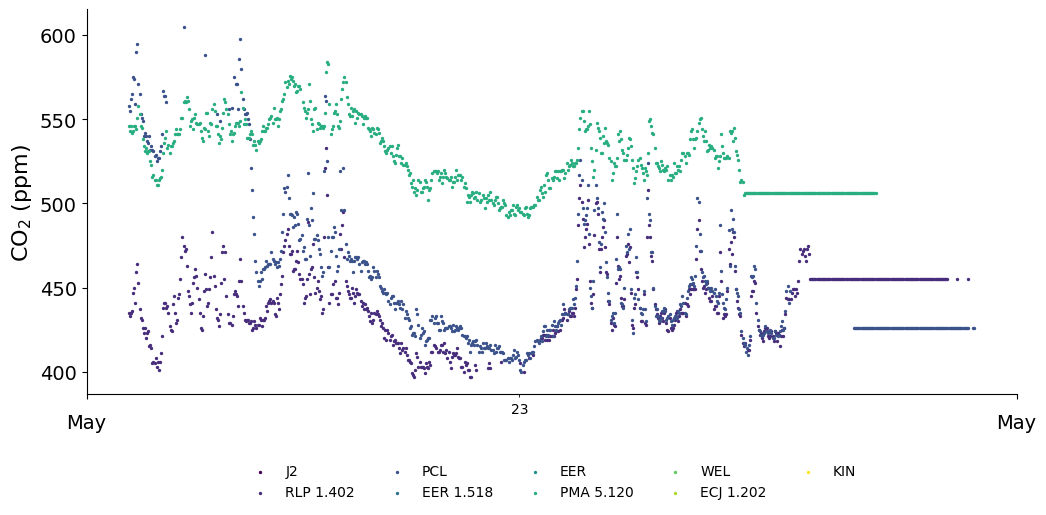 600
550
500
450
400
CO₂ (ppm)
23
May
May
J2
PCL
EER
WEL
KIN
RLP 1.402
EER 1.518
PMA 5.120
ECJ 1.202